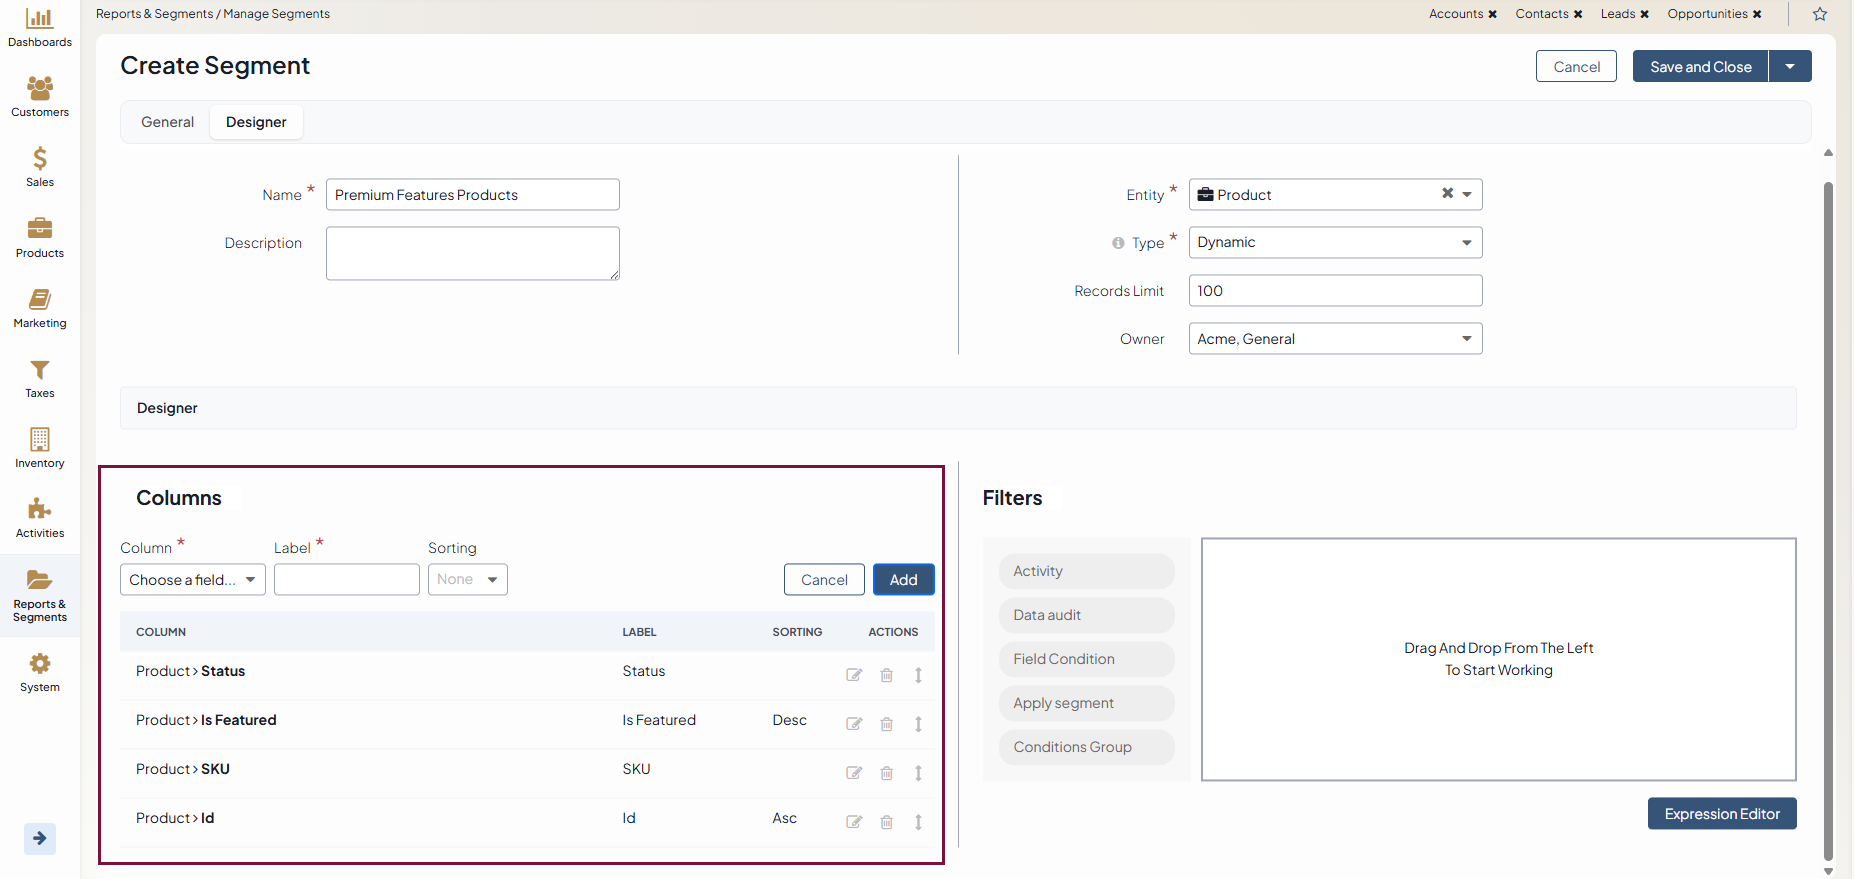 Reports & Segments / Manage Segments
Accounts ✖ Contacts ✖ Leads ✖ Opportunities ✖
Dashboards
Customers
Sales
Products
Marketing
Taxes
Inventory
Activities
Reports &
Segments
System
Create Segment
Cancel
Save and Close
General
Designer
Name *
Premium Features Products
Description
Entity *
Product
Type *
Dynamic
Records Limit
100
Owner
Acme, General
Designer
Columns
Column * Label * Sorting
Choose a field... None Cancel Add
COLUMN LABEL SORTING ACTIONS
Product > Status Status
Product > Is Featured Is Featured Desc
Product > SKU SKU
Product > Id Id Asc
Filters
Activity
Data audit
Field Condition
Apply segment
Conditions Group
Drag And Drop From The Left
To Start Working
Expression Editor